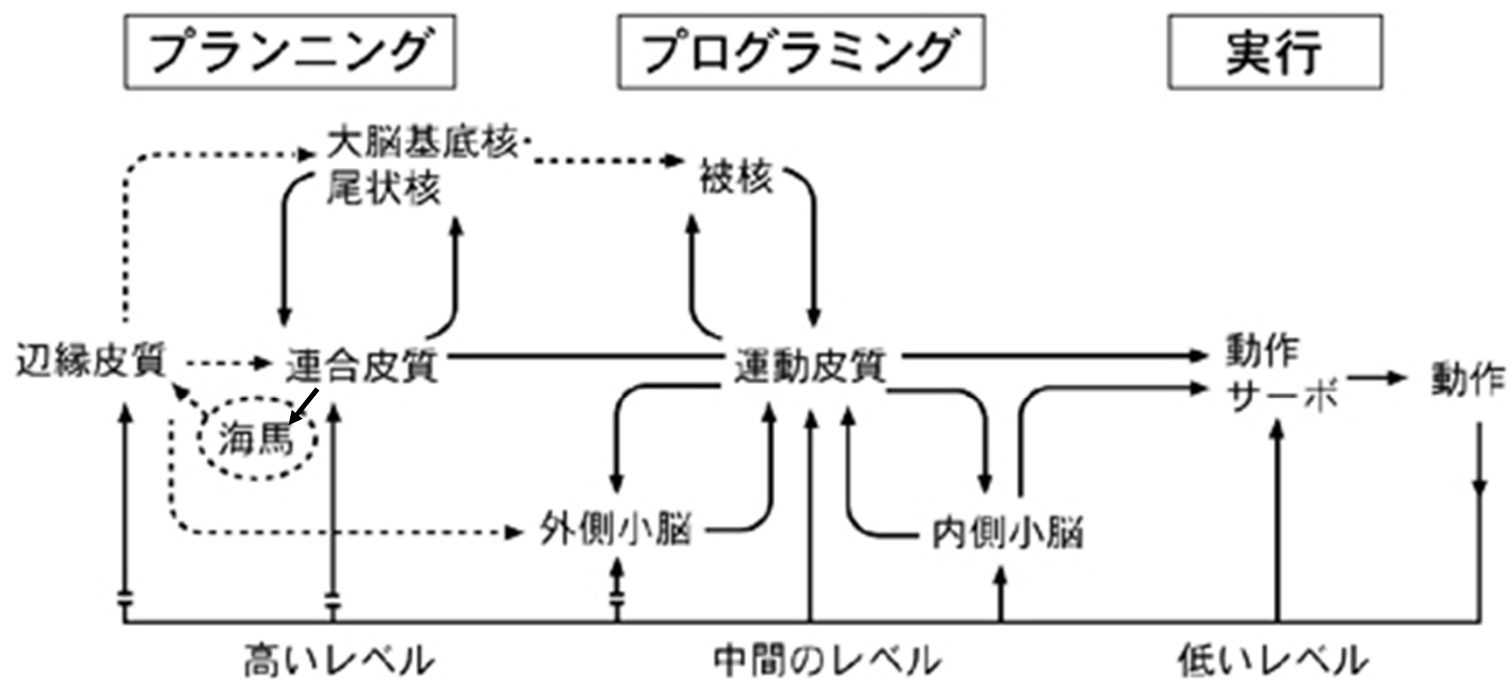 プランニング
プログラミング
実行
大脳基底核・
尾状核
被核
辺縁皮質
連合皮質
運動皮質
動作
サーボ
動作
海馬
外側小脳
内側小脳
高いレベル
中間のレベル
低いレベル